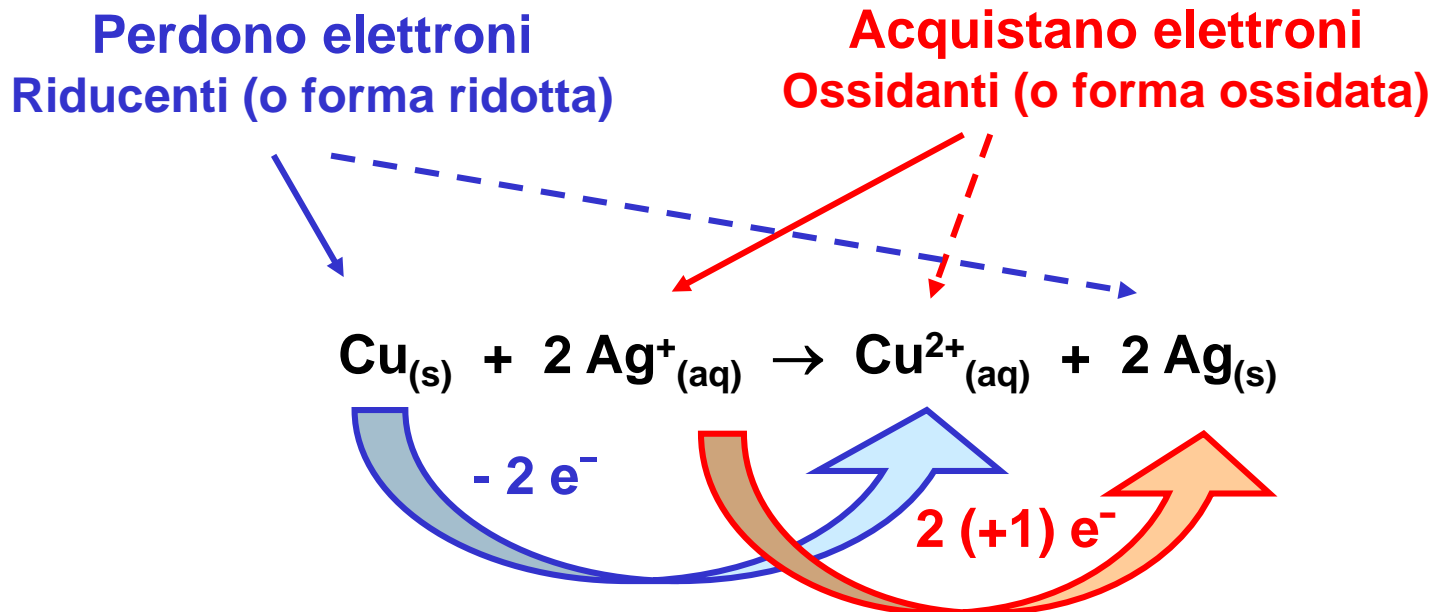 Perdono elettroni
Riducenti (o forma ridotta)
Acquistano elettroni
Ossidanti (o forma ossidata)
Cu(s) + 2 Ag⁺(aq) → Cu²⁺(aq) + 2 Ag(s)
- 2 e⁻
2 (+1) e⁻